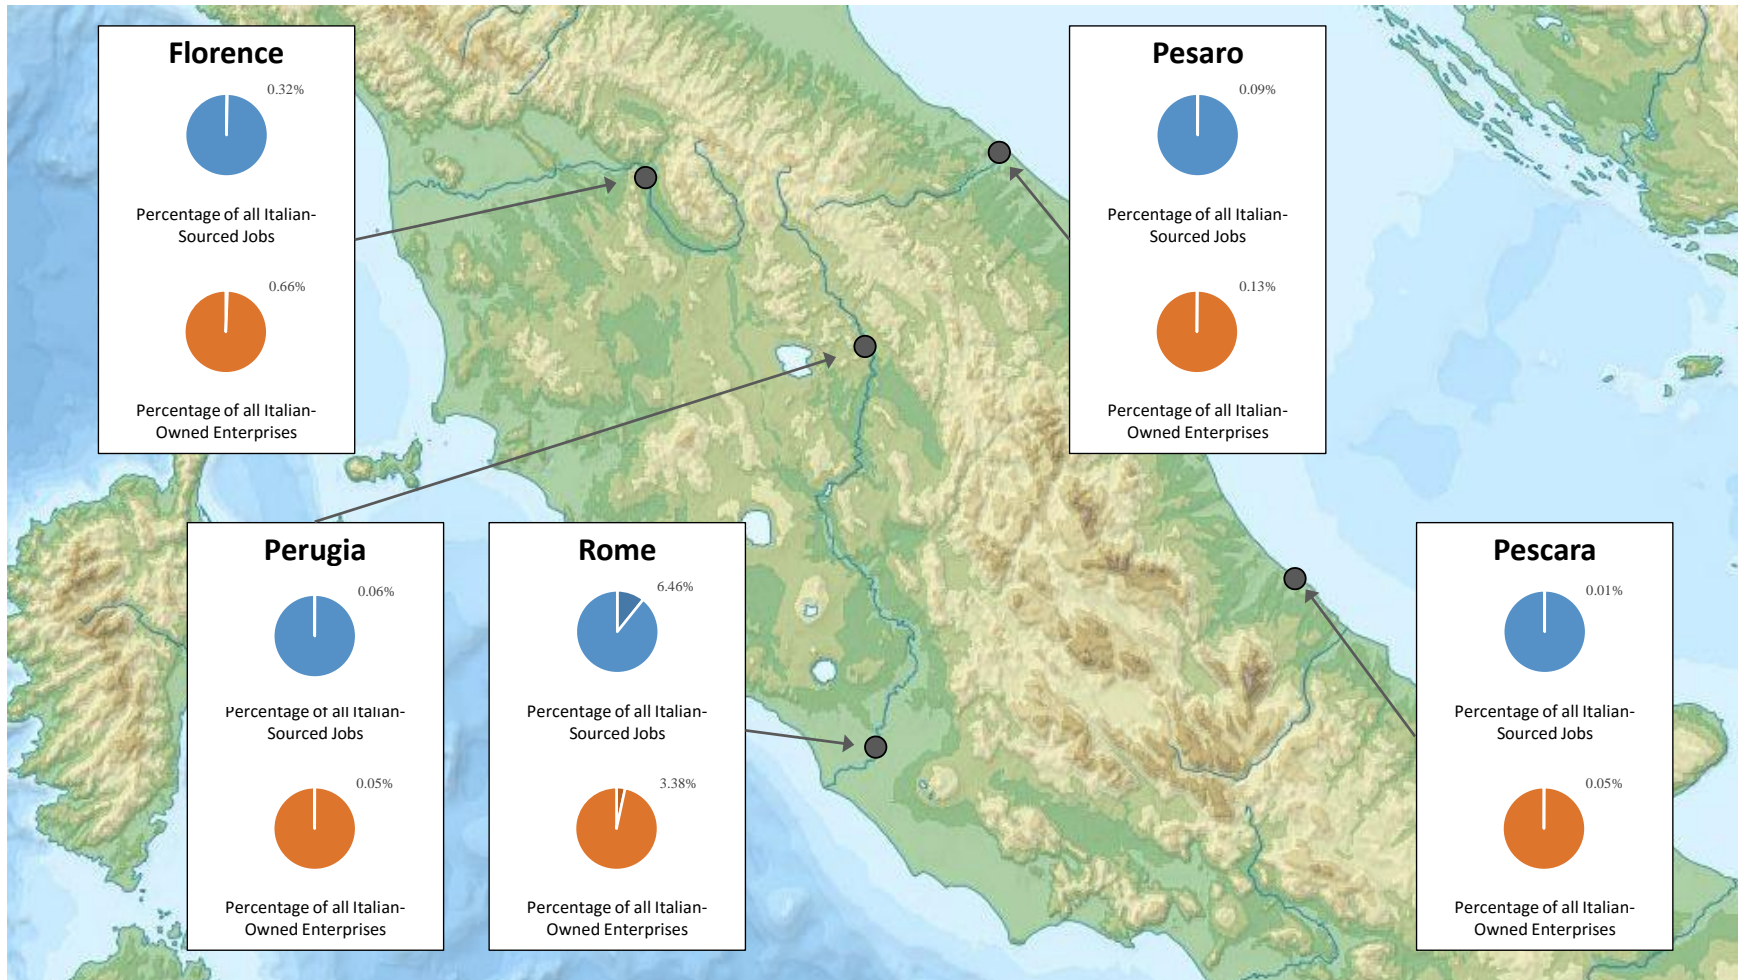 Florence
0.32%
Percentage of all Italian-
Sourced Jobs
0.66%
Percentage of all Italian-
Owned Enterprises
Pesaro
0.09%
Percentage of all Italian-
Sourced Jobs
0.13%
Percentage of all Italian-
Owned Enterprises
Perugia
0.06%
Percentage of all Italian-
Sourced Jobs
0.05%
Percentage of all Italian-
Owned Enterprises
Rome
6.46%
Percentage of all Italian-
Sourced Jobs
3.38%
Percentage of all Italian-
Owned Enterprises
Pescara
0.01%
Percentage of all Italian-
Sourced Jobs
0.05%
Percentage of all Italian-
Owned Enterprises